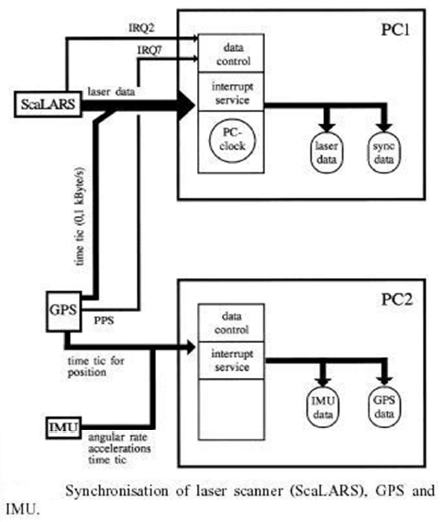 IRQ2
PC1
IRQ7
data
control
laser data
ScaLARS
interrupt
service
PC-
clock
laser
data
sync
data
time tic (0,1 kByte/s)
GPS
PPS
PC2
data
control
time tic for
position
interrupt
service
IMU
data
GPS
data
IMU
angular rate
accelerations
time tic
Synchronisation of laser scanner (ScaLARS), GPS and
IMU.